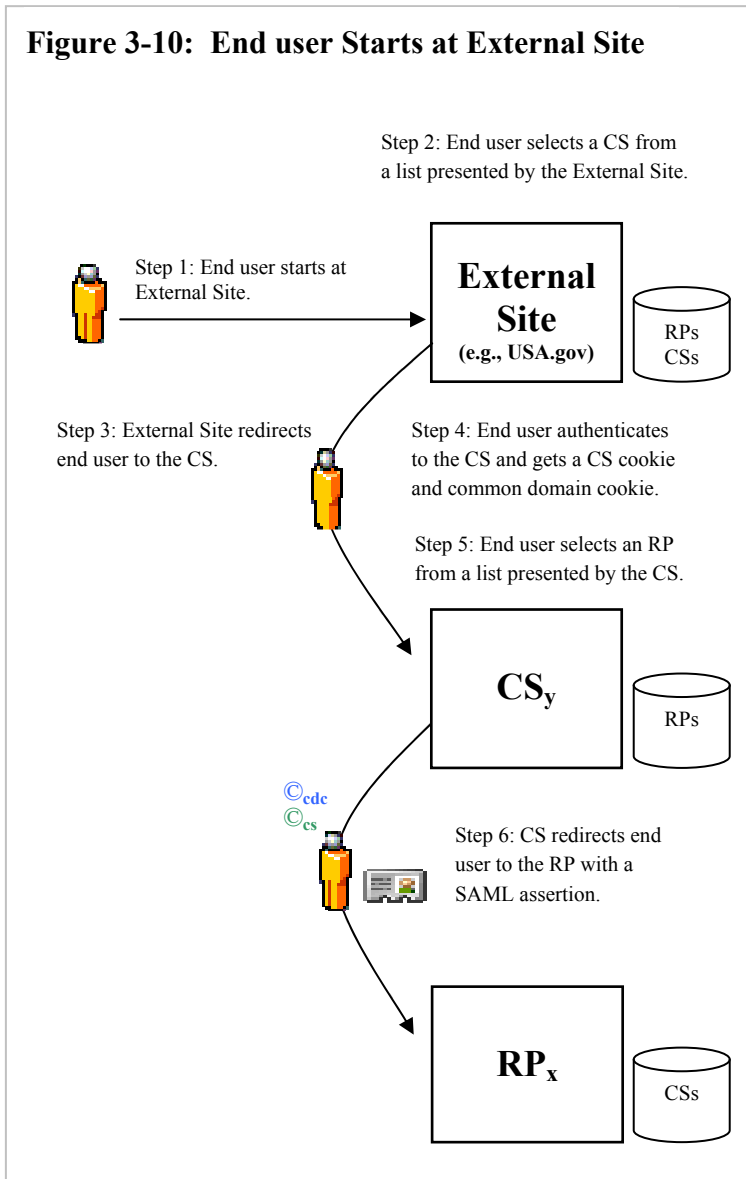 Figure 3-10: End user Starts at External Site
Step 2: End user selects a CS from
a list presented by the External Site.
Step 1: End user starts at
External Site.
External
Site
(e.g., USA.gov)
RPs
CSs
Step 3: External Site redirects
end user to the CS.
Step 4: End user authenticates
to the CS and gets a CS cookie
and common domain cookie.
Step 5: End user selects an RP
from a list presented by the CS.
CSy
RPs
©cdc
©cs
Step 6: CS redirects end
user to the RP with a
SAML assertion.
RPx
CSs